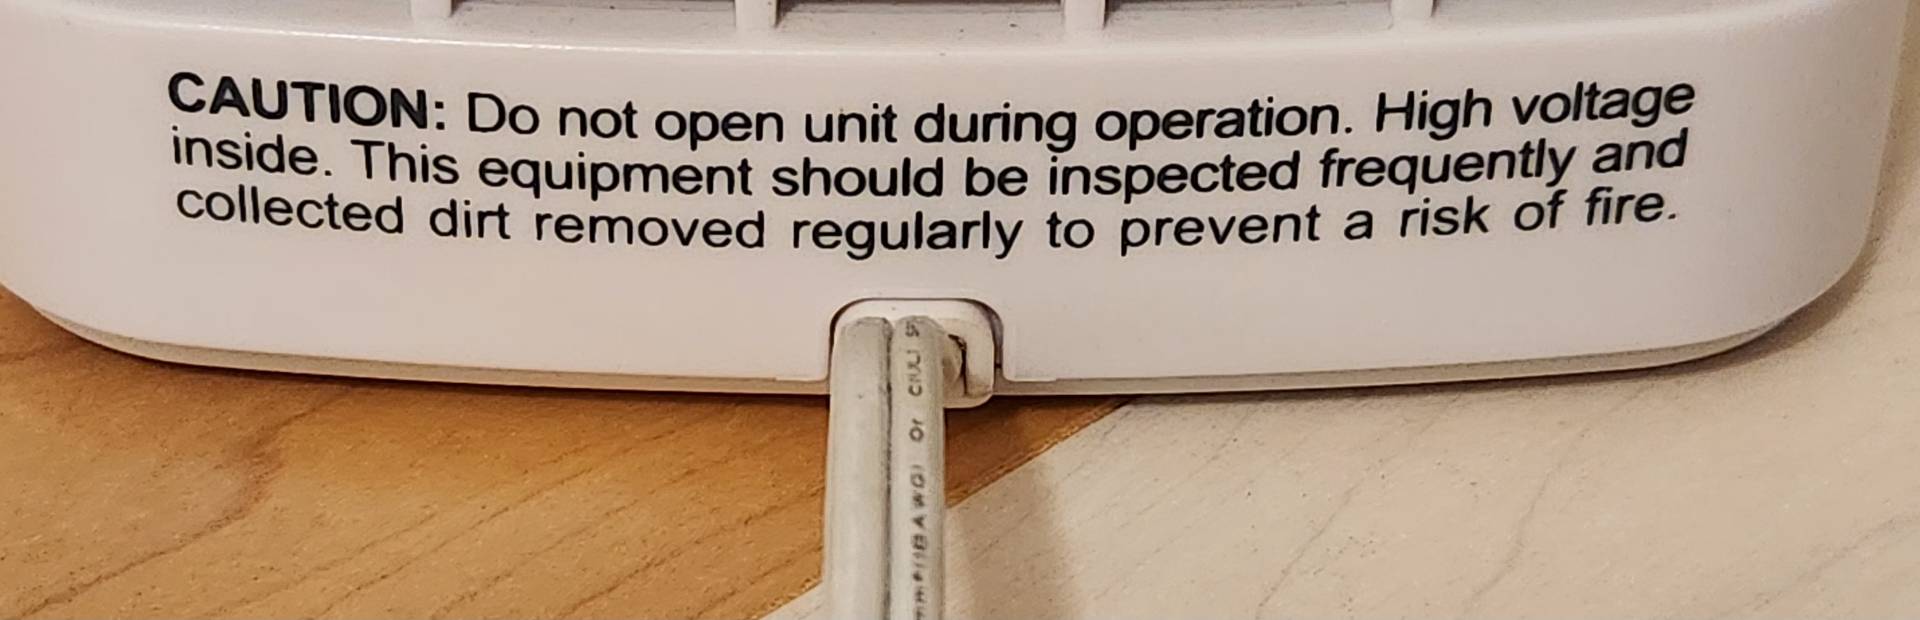 CAUTION: Do not open unit during operation. High voltage
inside. This equipment should be inspected frequently and
collected dirt removed regularly to prevent a risk of fire.